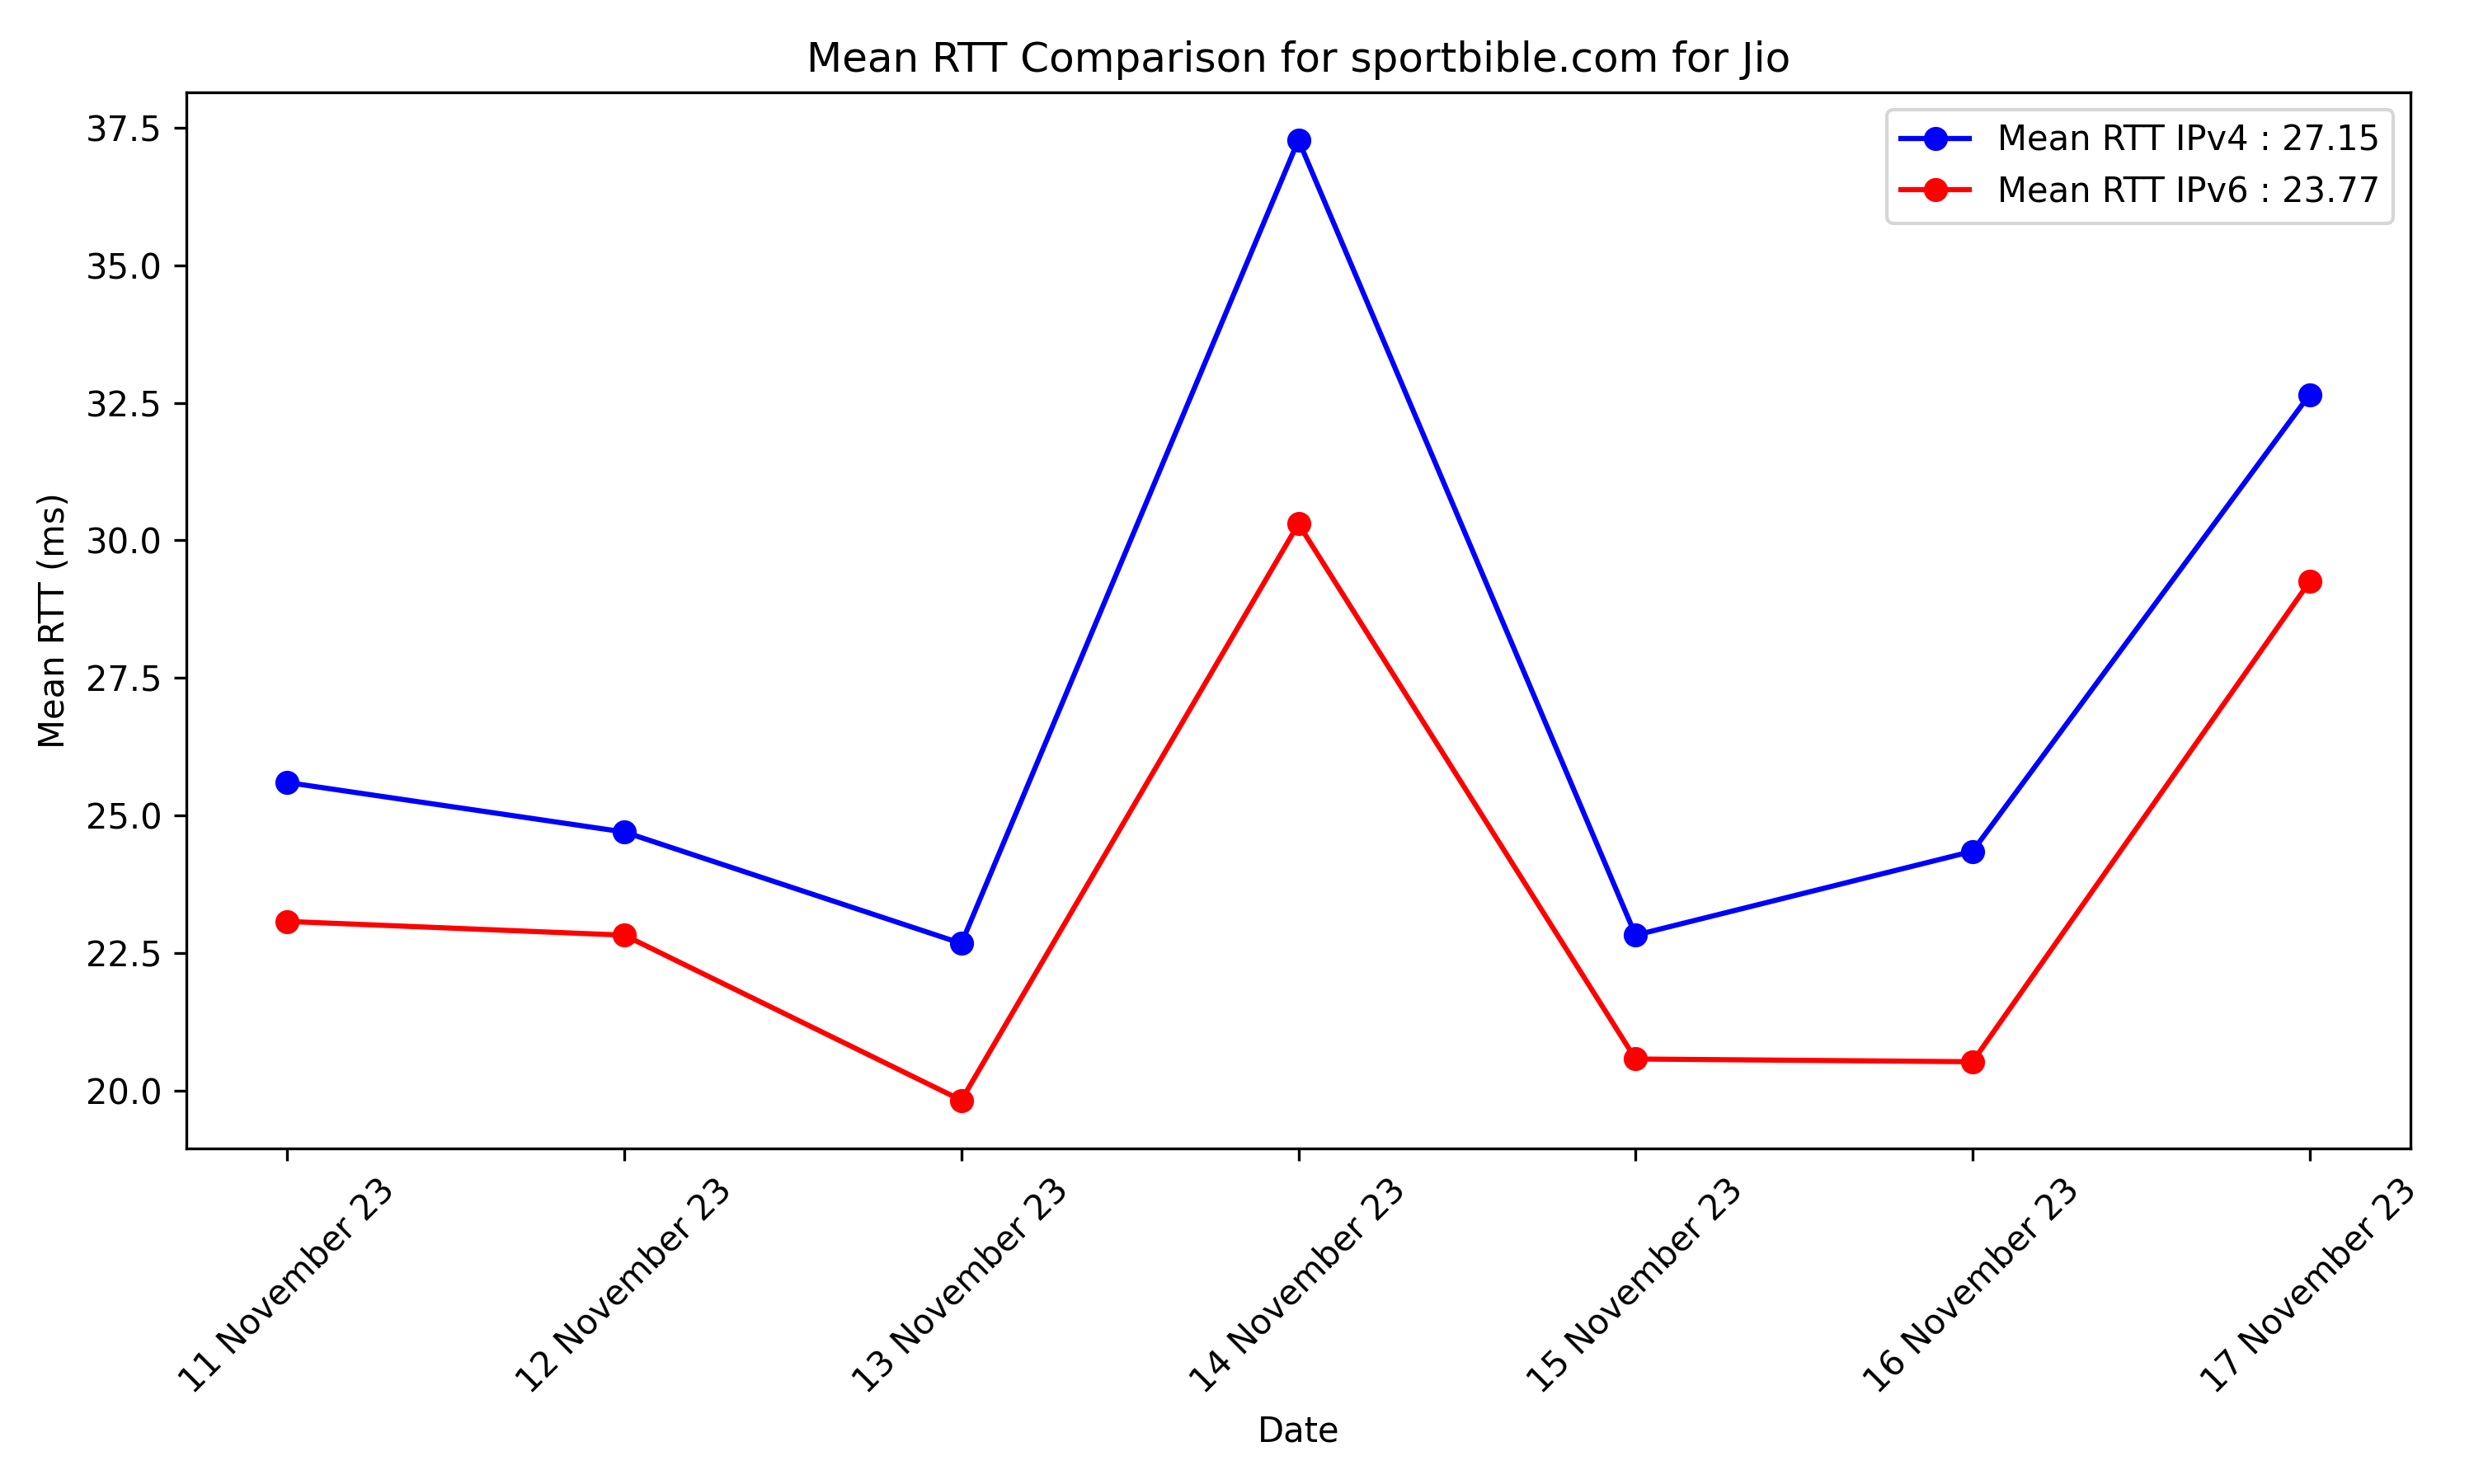 Mean RTT Comparison for sportbible.com for Jio
Mean RTT IPv4 : 27.15
Mean RTT IPv6 : 23.77
Mean RTT (ms)
37.5
35.0
32.5
30.0
27.5
25.0
22.5
20.0
11 November 23
12 November 23
13 November 23
14 November 23
15 November 23
16 November 23
17 November 23
Date